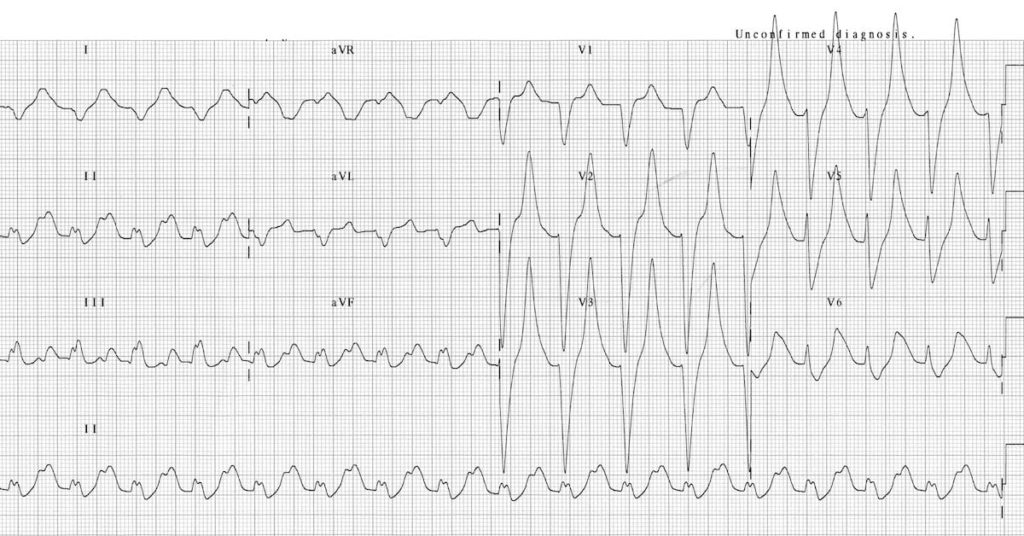 Unconfirmed diagnosis.
I aVR V1 V4
II aVL V2 V5
III aVF V3 V6
II